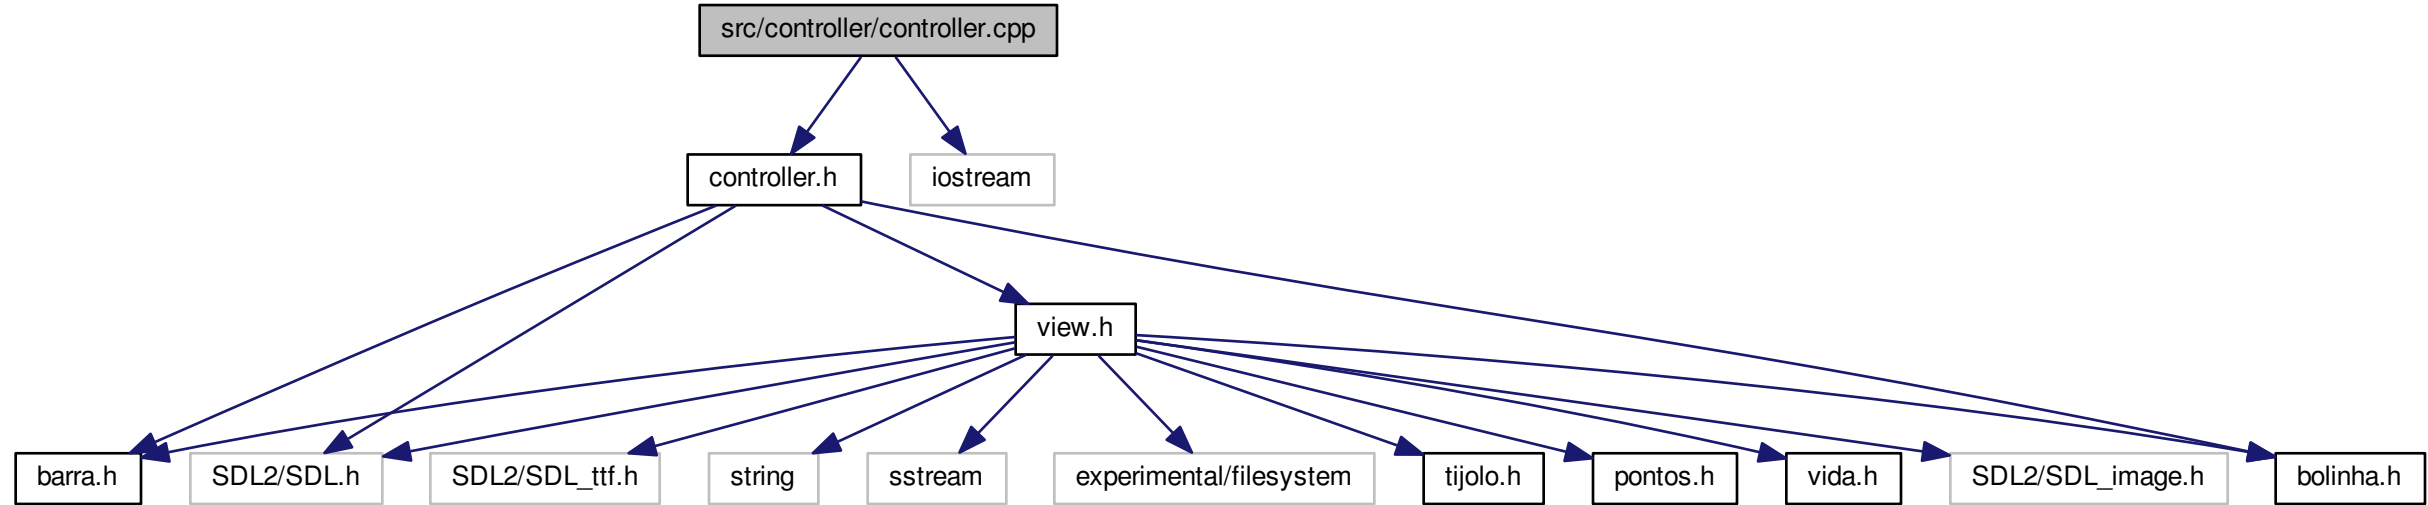 src/controller/controller.cpp
controller.h
iostream
view.h
barra.h
SDL2/SDL.h
SDL2/SDL_ttf.h
string
sstream
experimental/filesystem
tijolo.h
pontos.h
vida.h
SDL2/SDL_image.h
bolinha.h